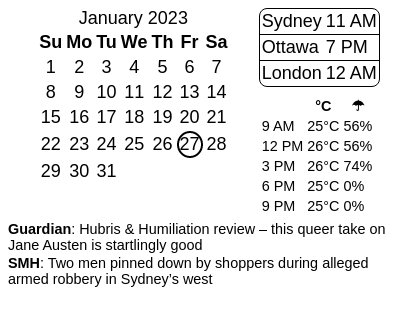 January 2023
Su Mo Tu We Th Fr Sa
1 2 3 4 5 6 7
8 9 10 11 12 13 14
15 16 17 18 19 20 21
22 23 24 25 26 27 28
29 30 31
Sydney 11 AM
Ottawa 7 PM
London 12 AM
°C ☂
9 AM 25°C 56%
12 PM 26°C 56%
3 PM 26°C 74%
6 PM 25°C 0%
9 PM 25°C 0%
Guardian: Hubris & Humiliation review – this queer take on
Jane Austen is startlingly good
SMH: Two men pinned down by shoppers during alleged
armed robbery in Sydney's west